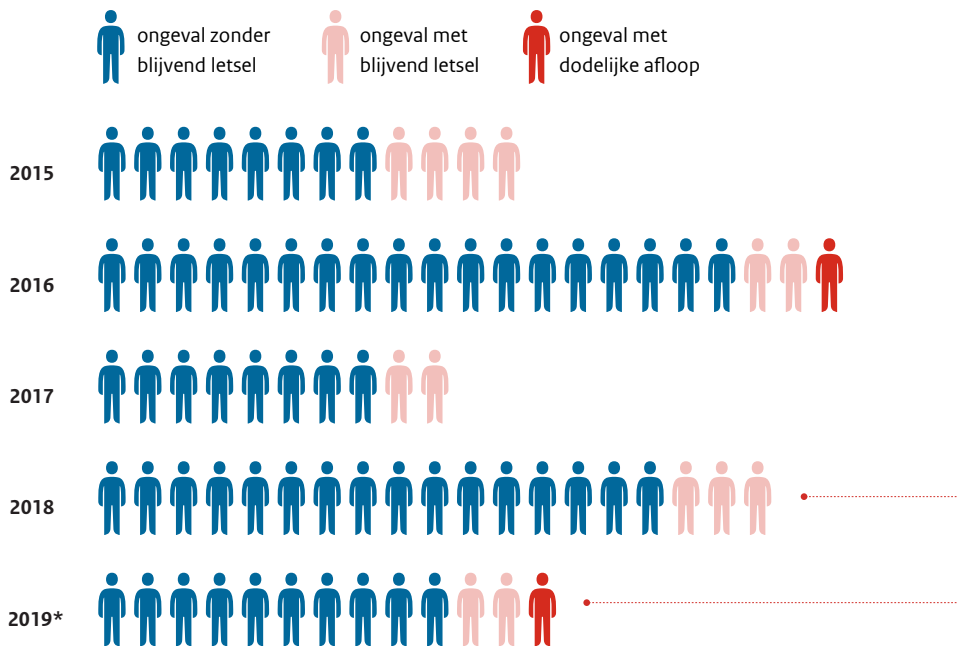 ongeval zonder
blijvend letsel
ongeval met
blijvend letsel
ongeval met
dodelijke afloop
2015
2016
2017
2018
2019*